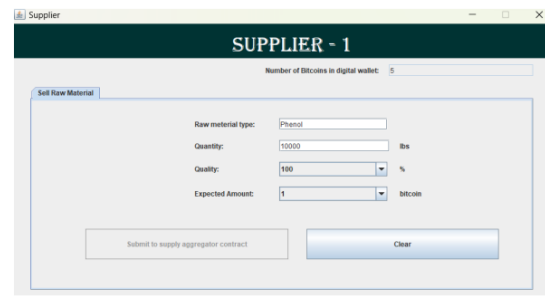 Supplier
SUPPLIER - 1
Number of Bitcoins in digital wallet: 5
Sell Raw Material
Raw meterial type: Phenol
Quantity: 10000 lbs
Quality: 100 %
Expected Amount: 1 bitcoin
Submit to supply aggregator contract Clear